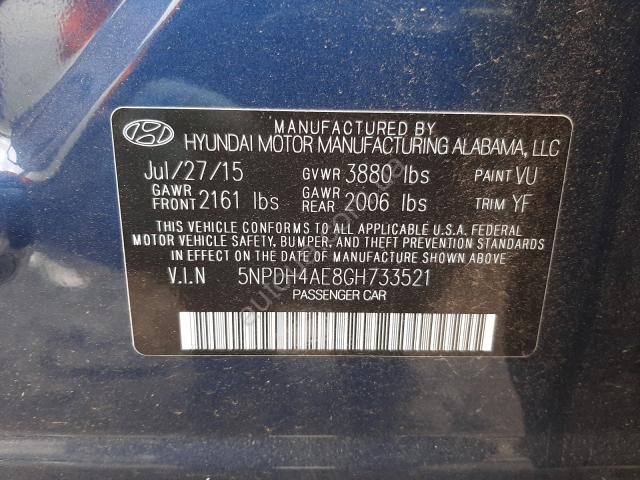 MANUFACTURED BY
HYUNDAI MOTOR MANUFACTURING ALABAMA, LLC
Jul/27/15 GVWR 3880 lbs PAINT VU
GAWR FRONT 2161 lbs GAWR REAR 2006 lbs TRIM YF
THIS VEHICLE CONFORMS TO ALL APPLICABLE U.S.A. FEDERAL
MOTOR VEHICLE SAFETY, BUMPER, AND THEFT PREVENTION
STANDARDS IN EFFECT ON THE DATE OF MANUFACTURE SHOWN ABOVE
V.I.N 5NPDH4AE8GH733521
PASSENGER CAR